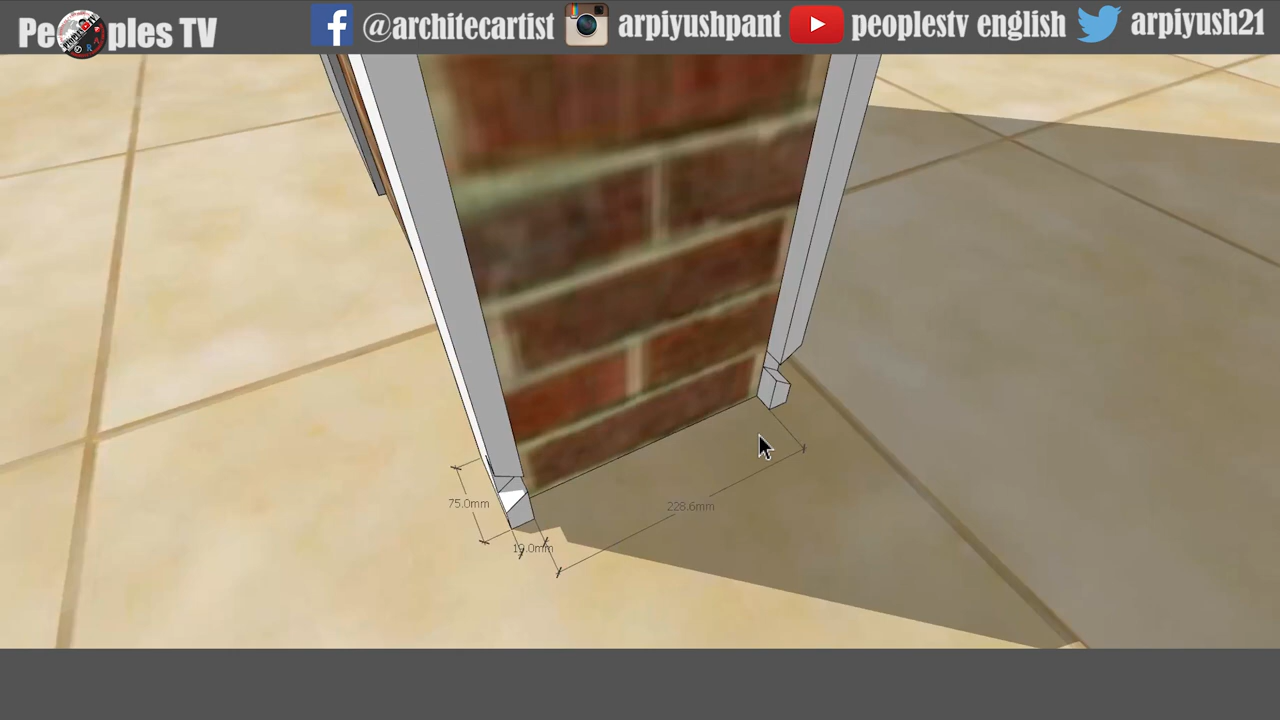 Peoples TV
@architecartist
arpiyushpant
peoplestv english
arpiyush21
75.0mm
228.6mm
19.0mm